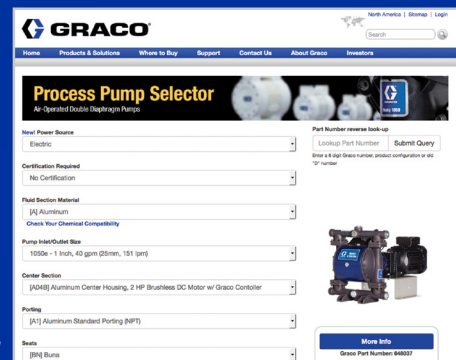 North America | Sitemap | Login
GRACO
Search
Home Products & Solutions Where to Buy Support Contact Us About Graco Investors
Process Pump Selector
Air-Operated Double Diaphragm Pumps
New! Power Source
Electric
Certification Required
No Certification
Fluid Section Material
[A] Aluminum
Check Your Chemical Compatibility
Pump Inlet/Outlet Size
1050e - 1 Inch, 40 gpm (25mm, 151 lpm)
Center Section
[A04B] Aluminum Center Housing, 2 HP Brushless DC Motor w/ Graco Contoller
Porting
[A1] Aluminum Standard Porting (NPT)
Seats
[BN] Buna
Part Number reverse look-up
Lookup Part Number Submit Query
Enter a 6 digit Graco number, product configuration or old
"D" number
More Info
Graco Part Number: 648037